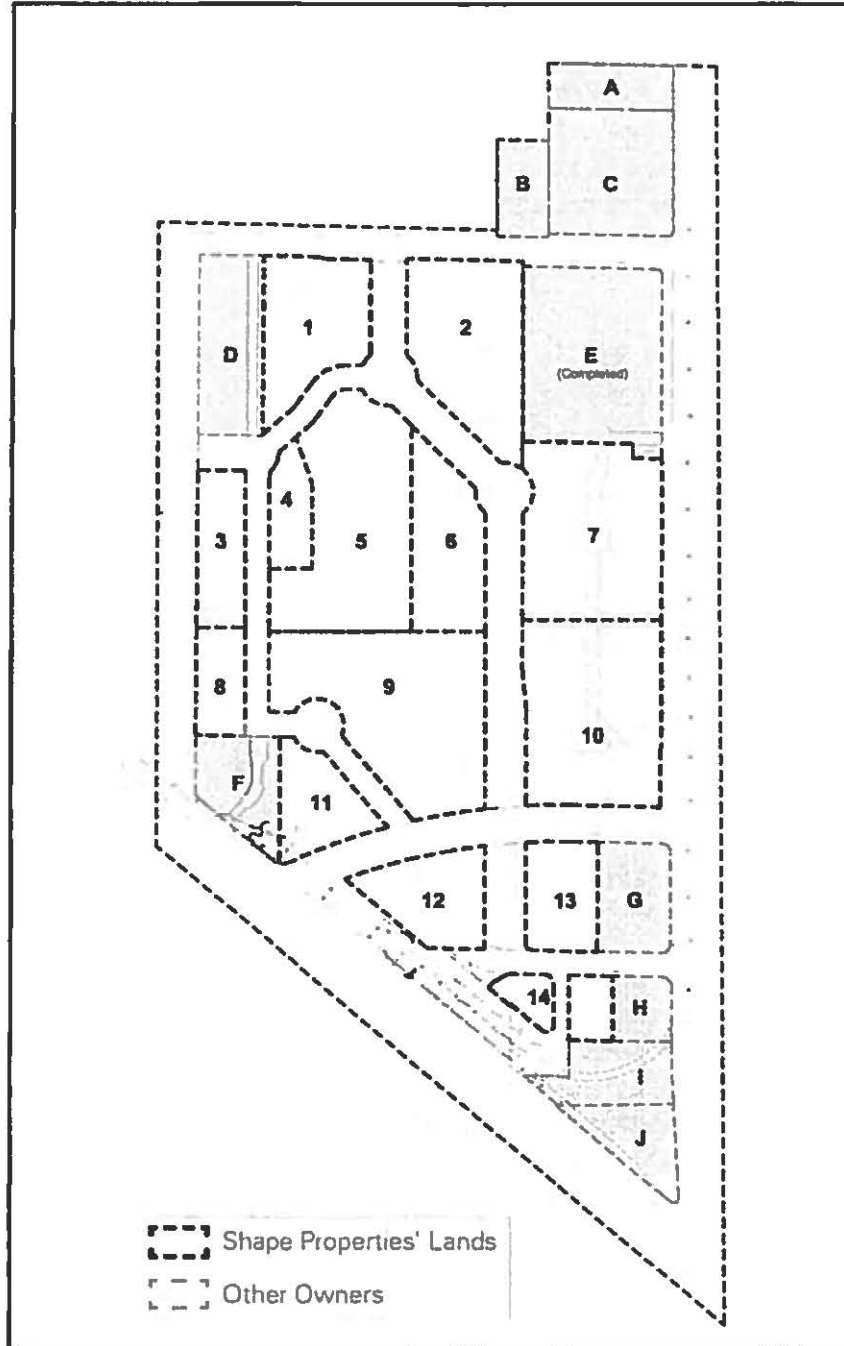 A
B
C
D
1
2
E
(Completed)
4
3
5
6
7
8
9
10
F
11
12
13
G
14
H
I
J
Shape Properties' Lands
Other Owners